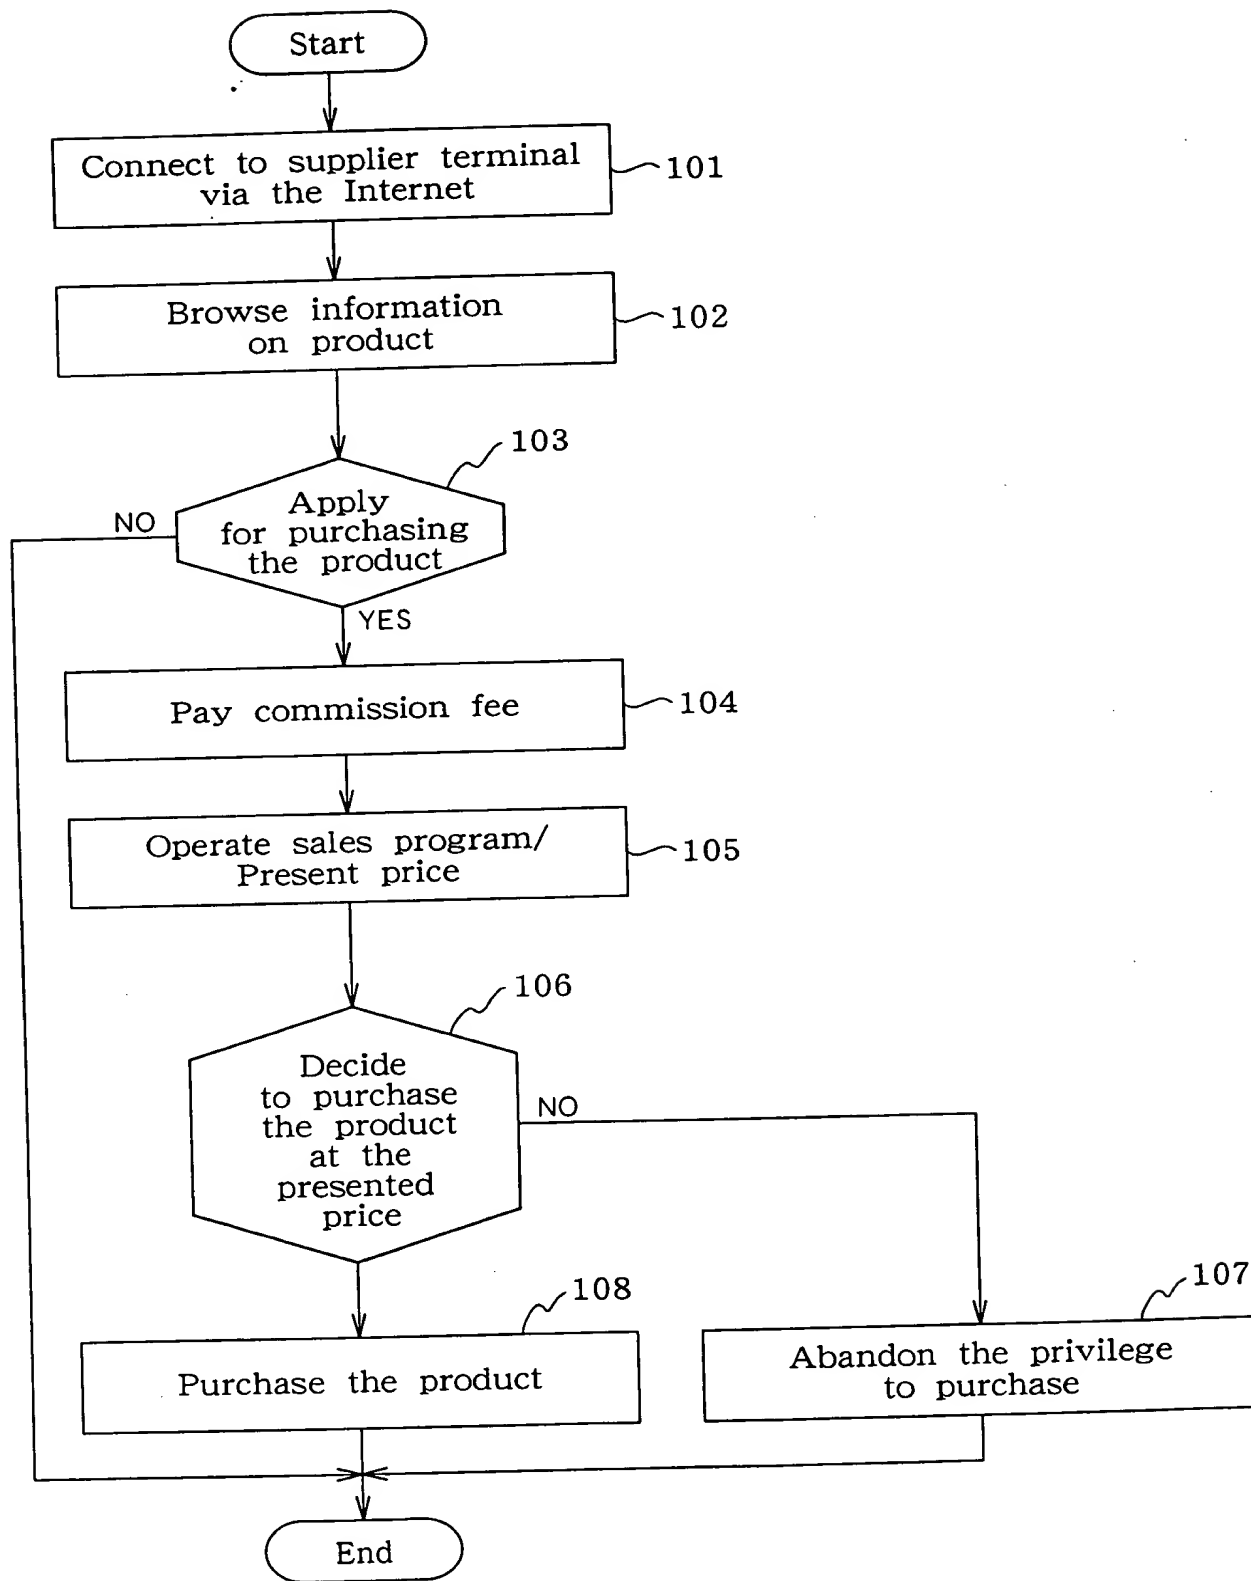 Start
Connect to supplier terminal
via the Internet
101
Browse information
on product
102
103
Apply
for purchasing
the product
NO
YES
Pay commission fee
104
Operate sales program/
Present price
105
106
Decide
to purchase
the product
at the
presented
price
NO
108
Purchase the product
107
Abandon the privilege
to purchase
End